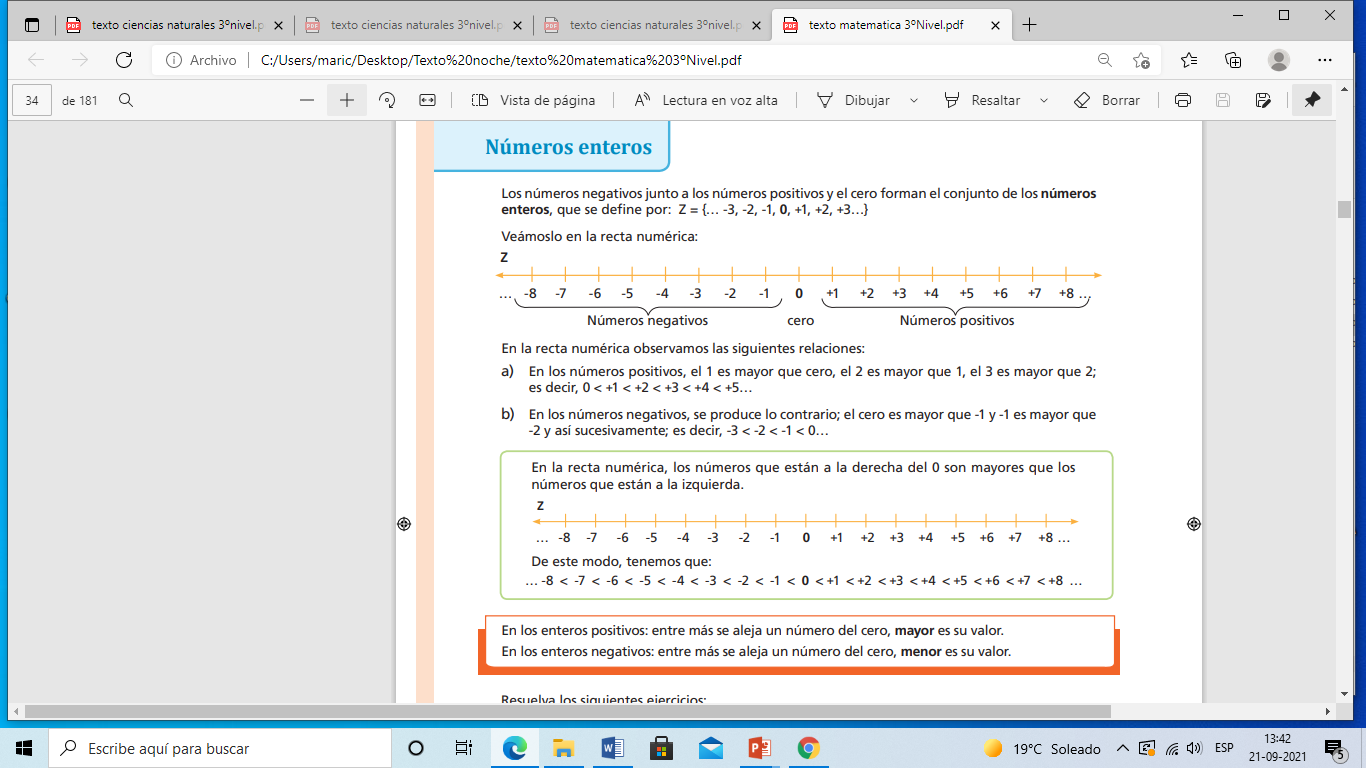 texto ciencias naturales 3ºnivel.p
texto ciencias naturales 3ºnivel.p
texto ciencias naturales 3ºnivel.p
texto matematica 3ºNivel.pdf
Archivo
C:/Users/maric/Desktop/Texto%20noche/texto%20matematica%203ºNivel.pdf
34 de 181
Vista de página
Lectura en voz alta
Dibujar
Resaltar
Borrar
Números enteros
Los números negativos junto a los números positivos y el cero forman el conjunto de los números
enteros, que se define por: Z = {... -3, -2, -1, 0, +1, +2, +3...}
Veámoslo en la recta numérica:
Z
... -8 -7 -6 -5 -4 -3 -2 -1 0 +1 +2 +3 +4 +5 +6 +7 +8 ...
Números negativos cero Números positivos
En la recta numérica observamos las siguientes relaciones:
a) En los números positivos, el 1 es mayor que cero, el 2 es mayor que 1, el 3 es mayor que 2;
es decir, 0 < +1 < +2 < +3 < +4 < +5...
b) En los números negativos, se produce lo contrario; el cero es mayor que -1 y -1 es mayor que
-2 y así sucesivamente; es decir, -3 < -2 < -1 < 0...
En la recta numérica, los números que están a la derecha del 0 son mayores que los
números que están a la izquierda.
Z
... -8 -7 -6 -5 -4 -3 -2 -1 0 +1 +2 +3 +4 +5 +6 +7 +8 ...
De este modo, tenemos que:
... -8 < -7 < -6 < -5 < -4 < -3 < -2 < -1 < 0 < +1 < +2 < +3 < +4 < +5 < +6 < +7 < +8 ...
En los enteros positivos: entre más se aleja un número del cero, mayor es su valor.
En los enteros negativos: entre más se aleja un número del cero, menor es su valor.
Resuelva los siguientes ejercicios:
Escribe aquí para buscar
19°C Soleado
ESP
13:42
21-09-2021
5